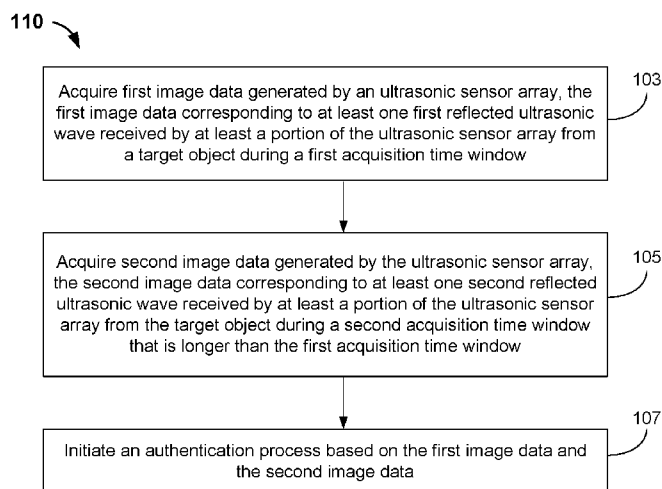 110
Acquire first image data generated by an ultrasonic sensor array, the
first image data corresponding to at least one first reflected ultrasonic
wave received by at least a portion of the ultrasonic sensor array from
a target object during a first acquisition time window
103
Acquire second image data generated by the ultrasonic sensor array,
the second image data corresponding to at least one second reflected
ultrasonic wave received by at least a portion of the ultrasonic sensor
array from the target object during a second acquisition time window
that is longer than the first acquisition time window
105
Initiate an authentication process based on the first image data and
the second image data
107